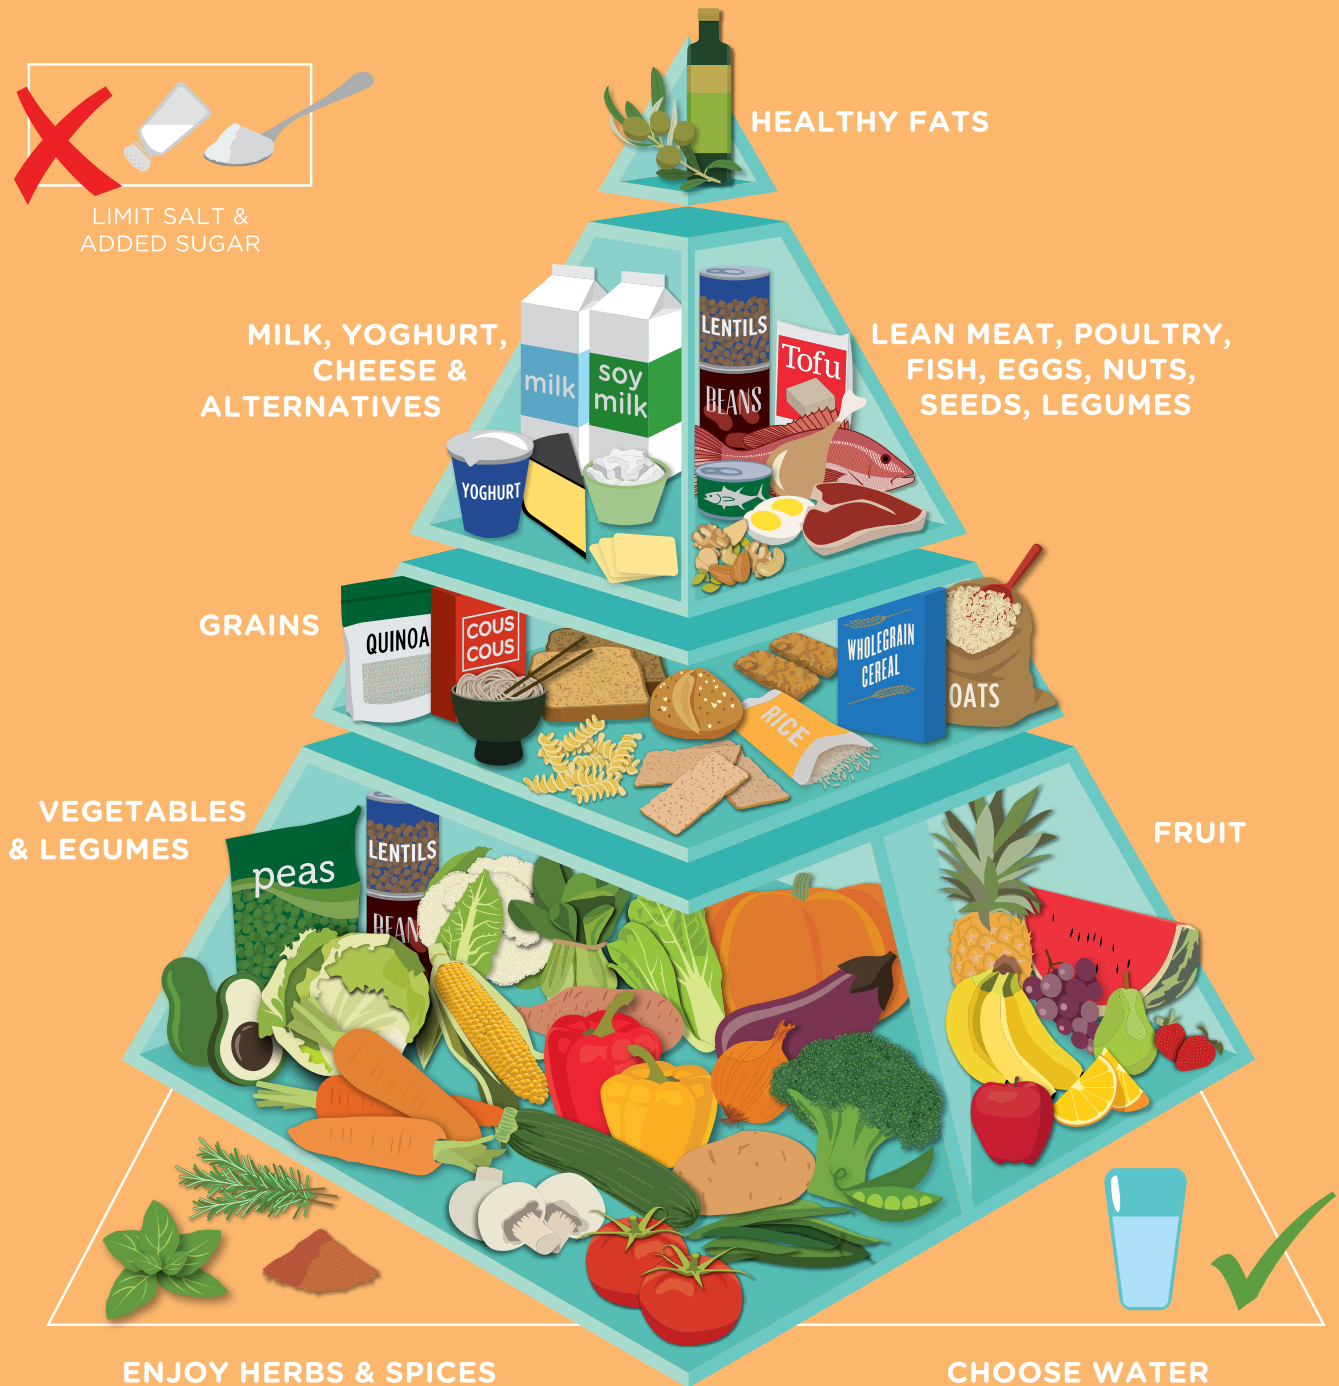 HEALTHY FATS
LIMIT SALT &
ADDED SUGAR
MILK, YOGHURT,
CHEESE &
ALTERNATIVES
LEAN MEAT, POULTRY,
FISH, EGGS, NUTS,
SEEDS, LEGUMES
milk
soy
milk
YOGHURT
LENTILS
BEANS
Tofu
GRAINS
QUINOA
COUS
COUS
RICE
WHOLEGRAIN
CEREAL
OATS
VEGETABLES
& LEGUMES
FRUIT
peas
LENTILS
BEAN
ENJOY HERBS & SPICES
CHOOSE WATER